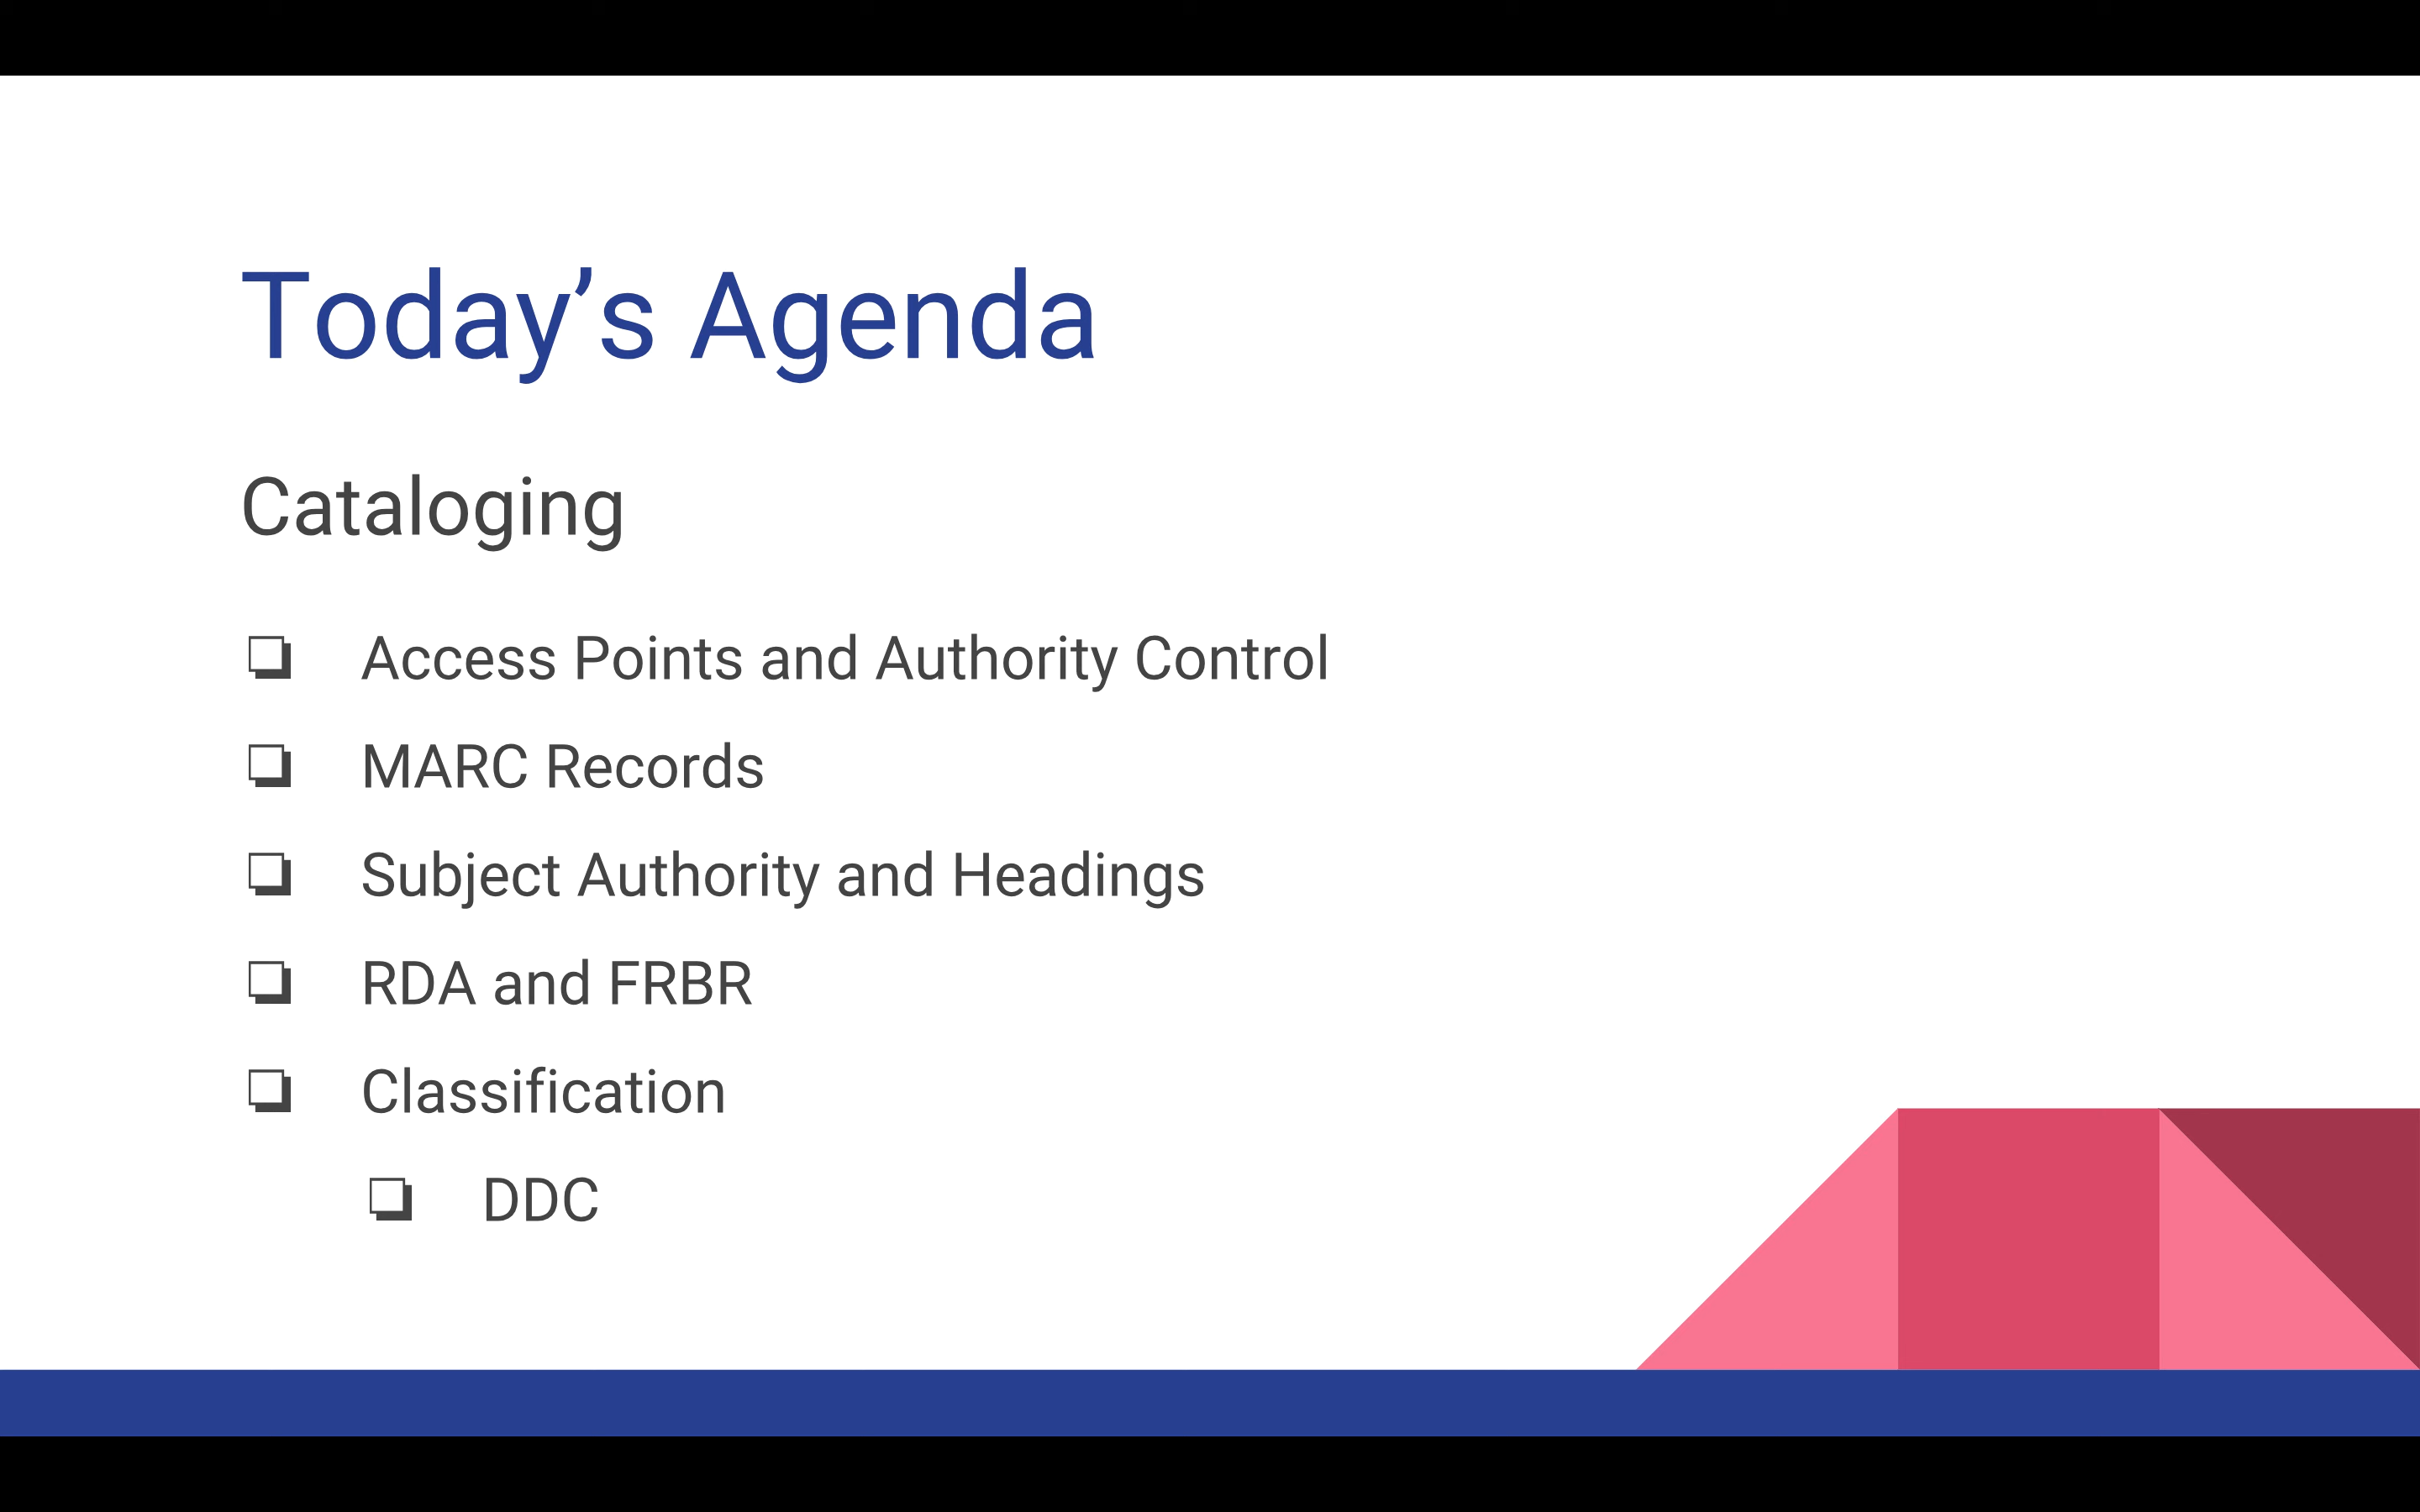 Today’s Agenda
Cataloging
❏ Access Points and Authority Control
❏ MARC Records
❏ Subject Authority and Headings
❏ RDA and FRBR
❏ Classification
❏ DDC